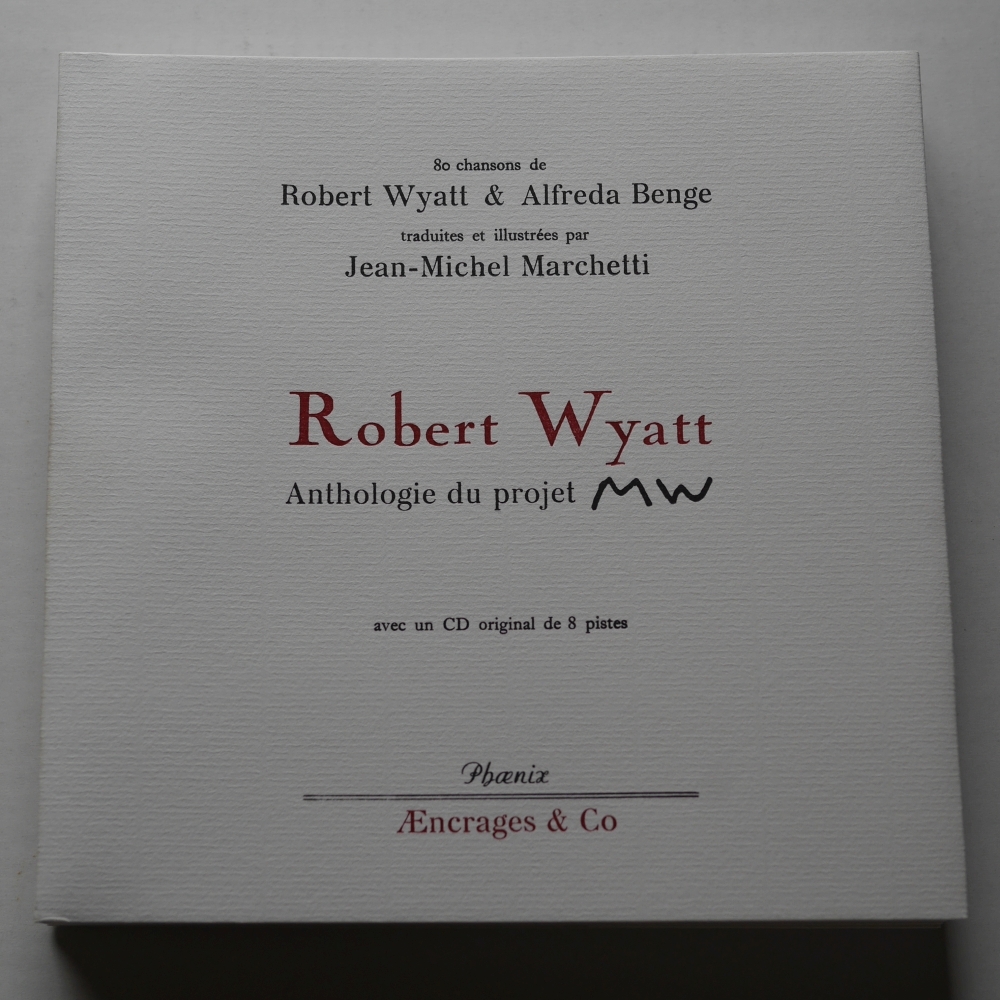 80 chansons de
Robert Wyatt & Alfreda Benge
traduites et illustrées par
Jean-Michel Marchetti
Robert Wyatt
Anthologie du projet MW
avec un CD original de 8 pistes
Phœnix
Æncrages & Co